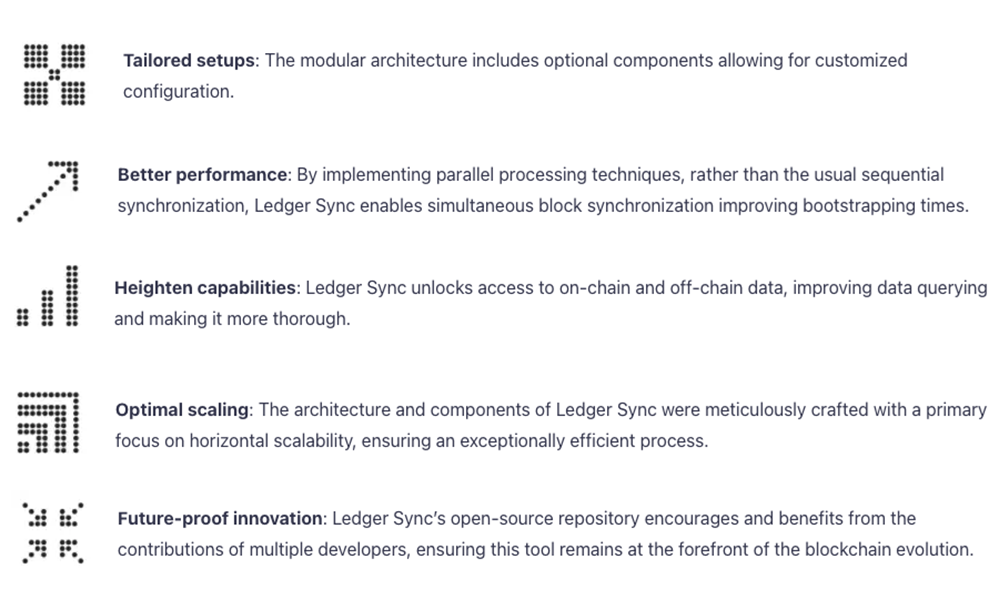 Tailored setups: The modular architecture includes optional components allowing for customized
configuration.
Better performance: By implementing parallel processing techniques, rather than the usual sequential
synchronization, Ledger Sync enables simultaneous block synchronization improving bootstrapping times.
Heighten capabilities: Ledger Sync unlocks access to on-chain and off-chain data, improving data querying
and making it more thorough.
Optimal scaling: The architecture and components of Ledger Sync were meticulously crafted with a primary
focus on horizontal scalability, ensuring an exceptionally efficient process.
Future-proof innovation: Ledger Sync’s open-source repository encourages and benefits from the
contributions of multiple developers, ensuring this tool remains at the forefront of the blockchain evolution.